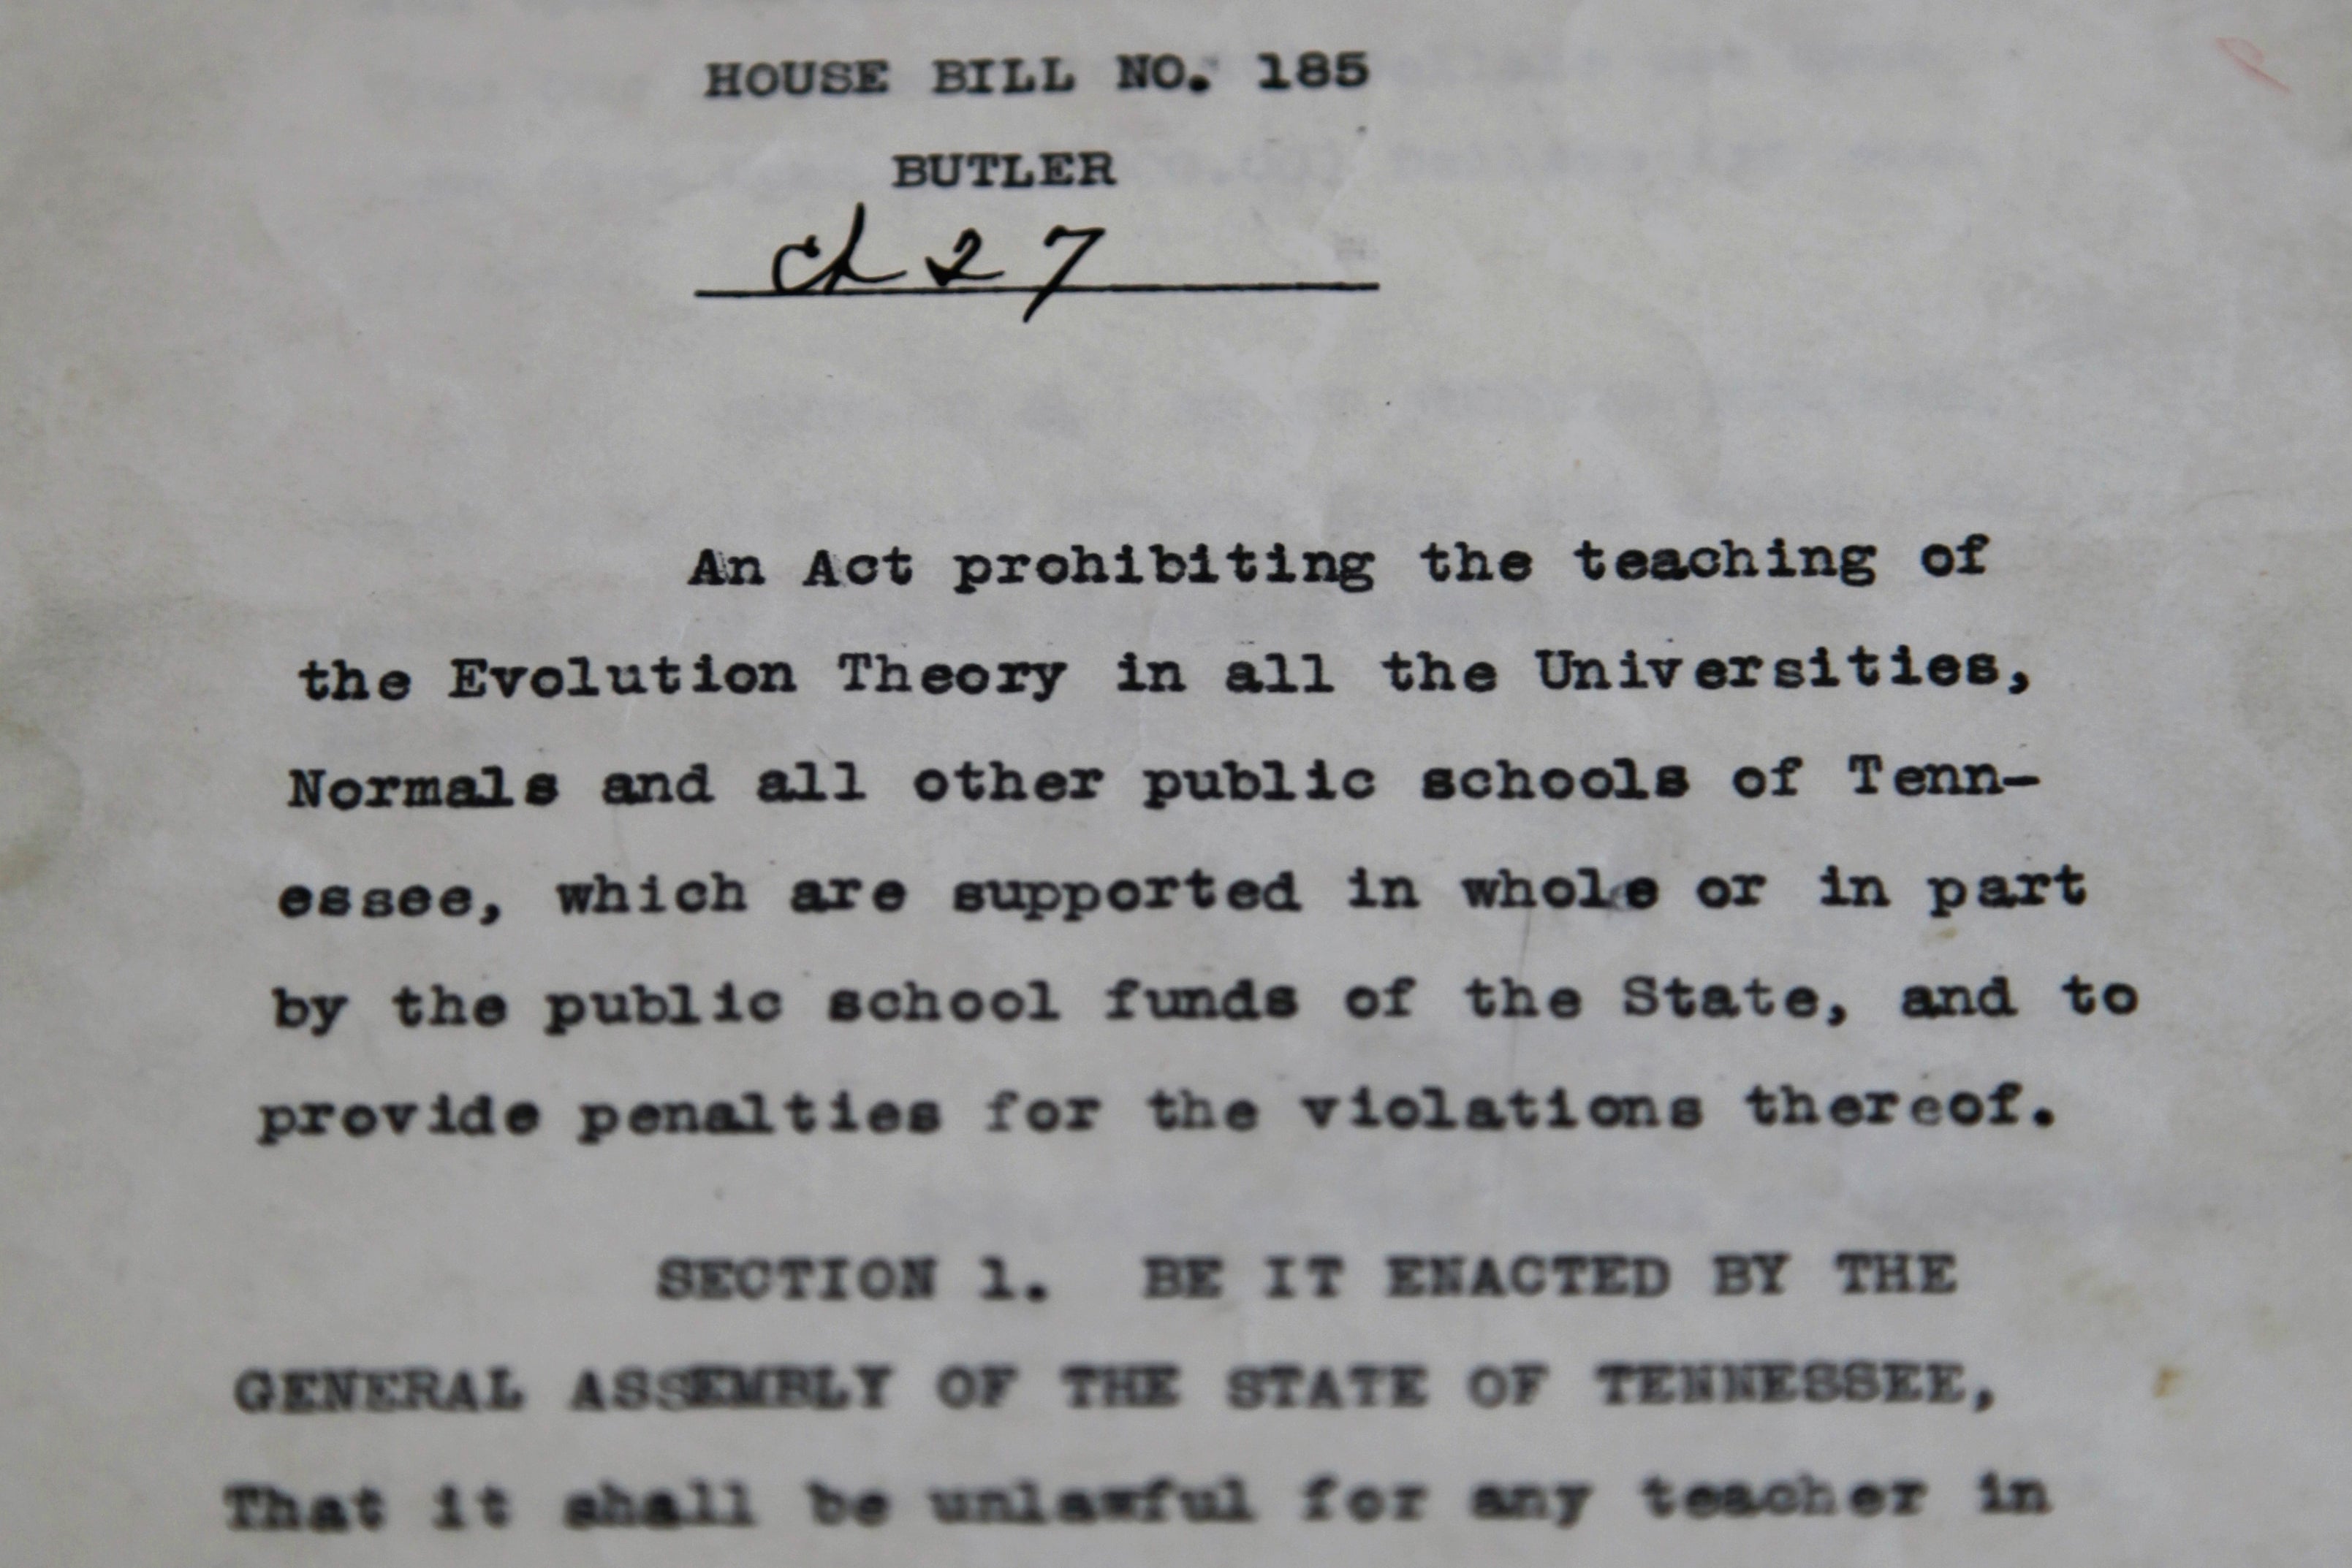 HOUSE BILL NO. 185
BUTLER
ch 27
An Act prohibiting the teaching of
the Evolution Theory in all the Universities,
Normals and all other public schools of Tenn-
essee, which are supported in whole or in part
by the public school funds of the State, and to
provide penalties for the violations thereof.
SECTION 1. BE IT ENACTED BY THE
GENERAL ASSEMBLY OF THE STATE OF TENNESSEE,
That it shall be unlawful for any teacher in